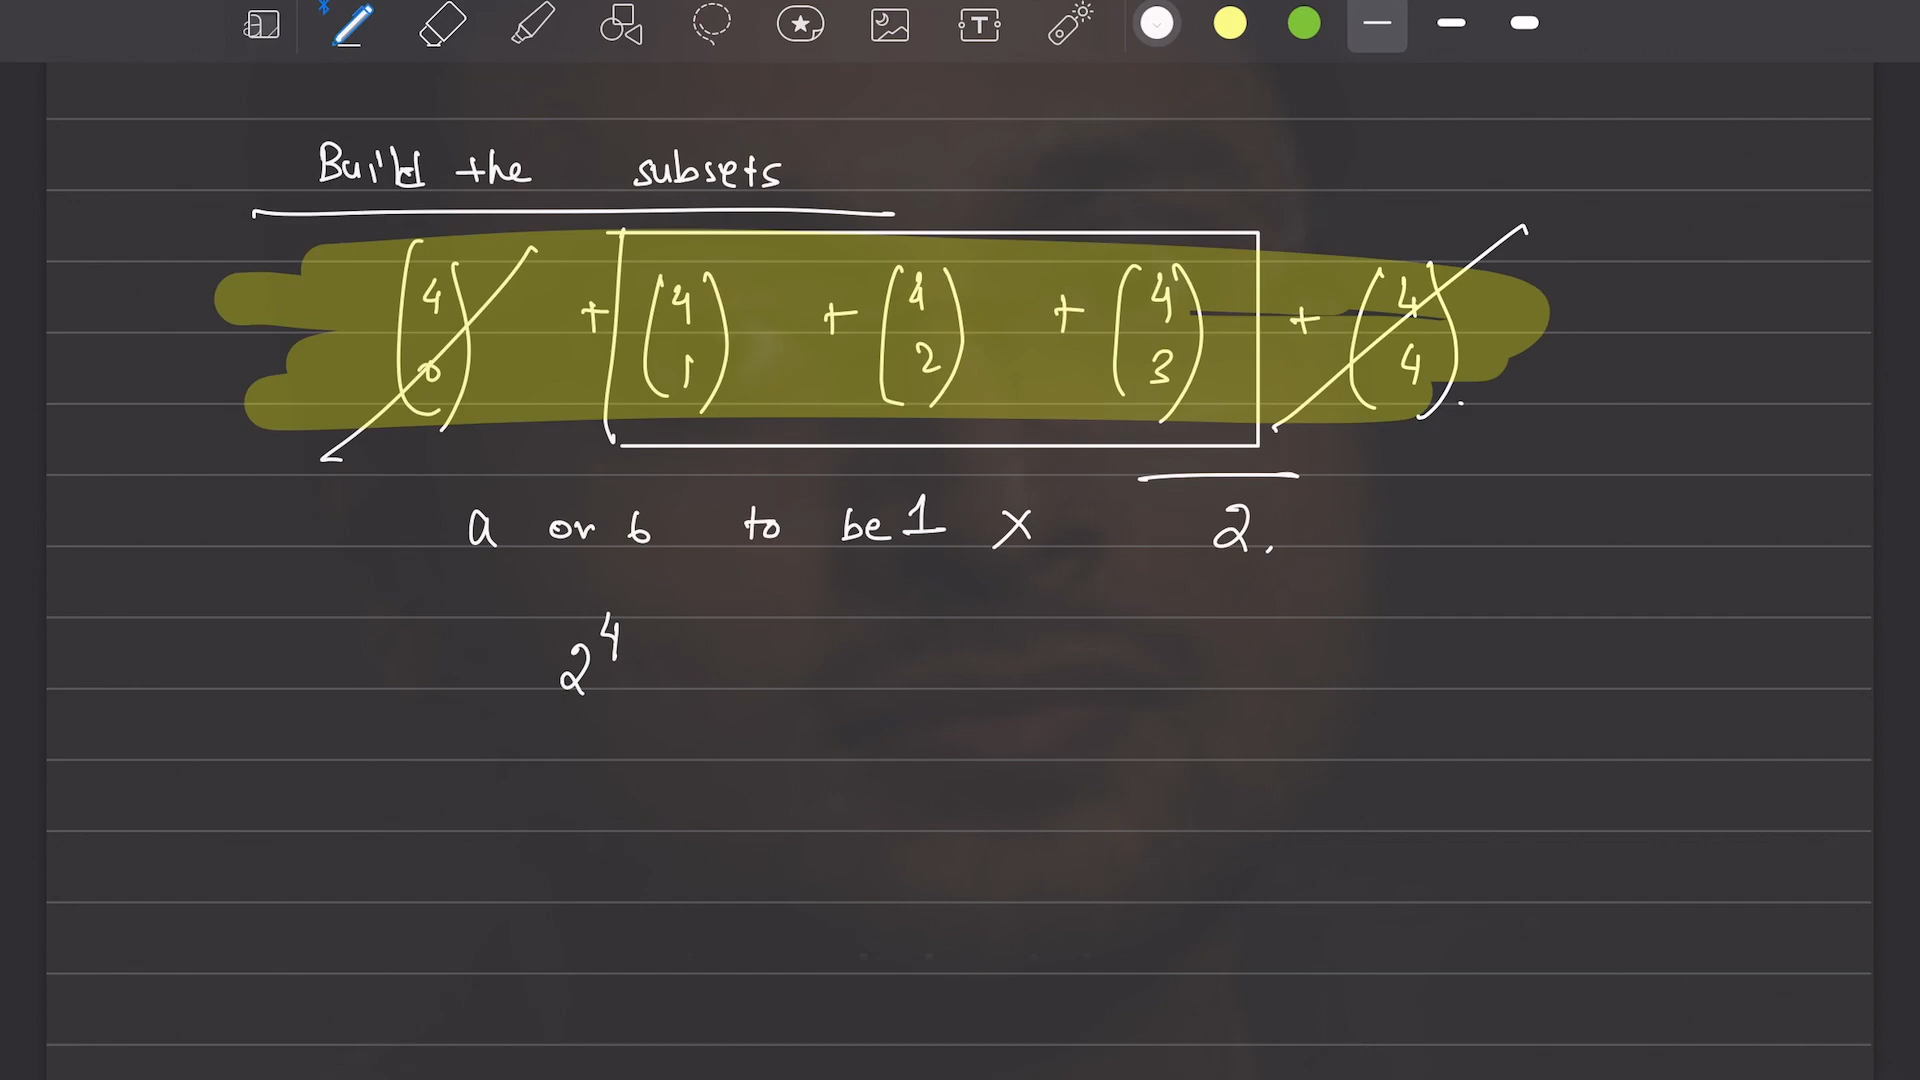 Build the subsets
(4 0) + (4 1) + (4 2) + (4 3) + (4 4).
a or b to be 1 X 2.
2^4